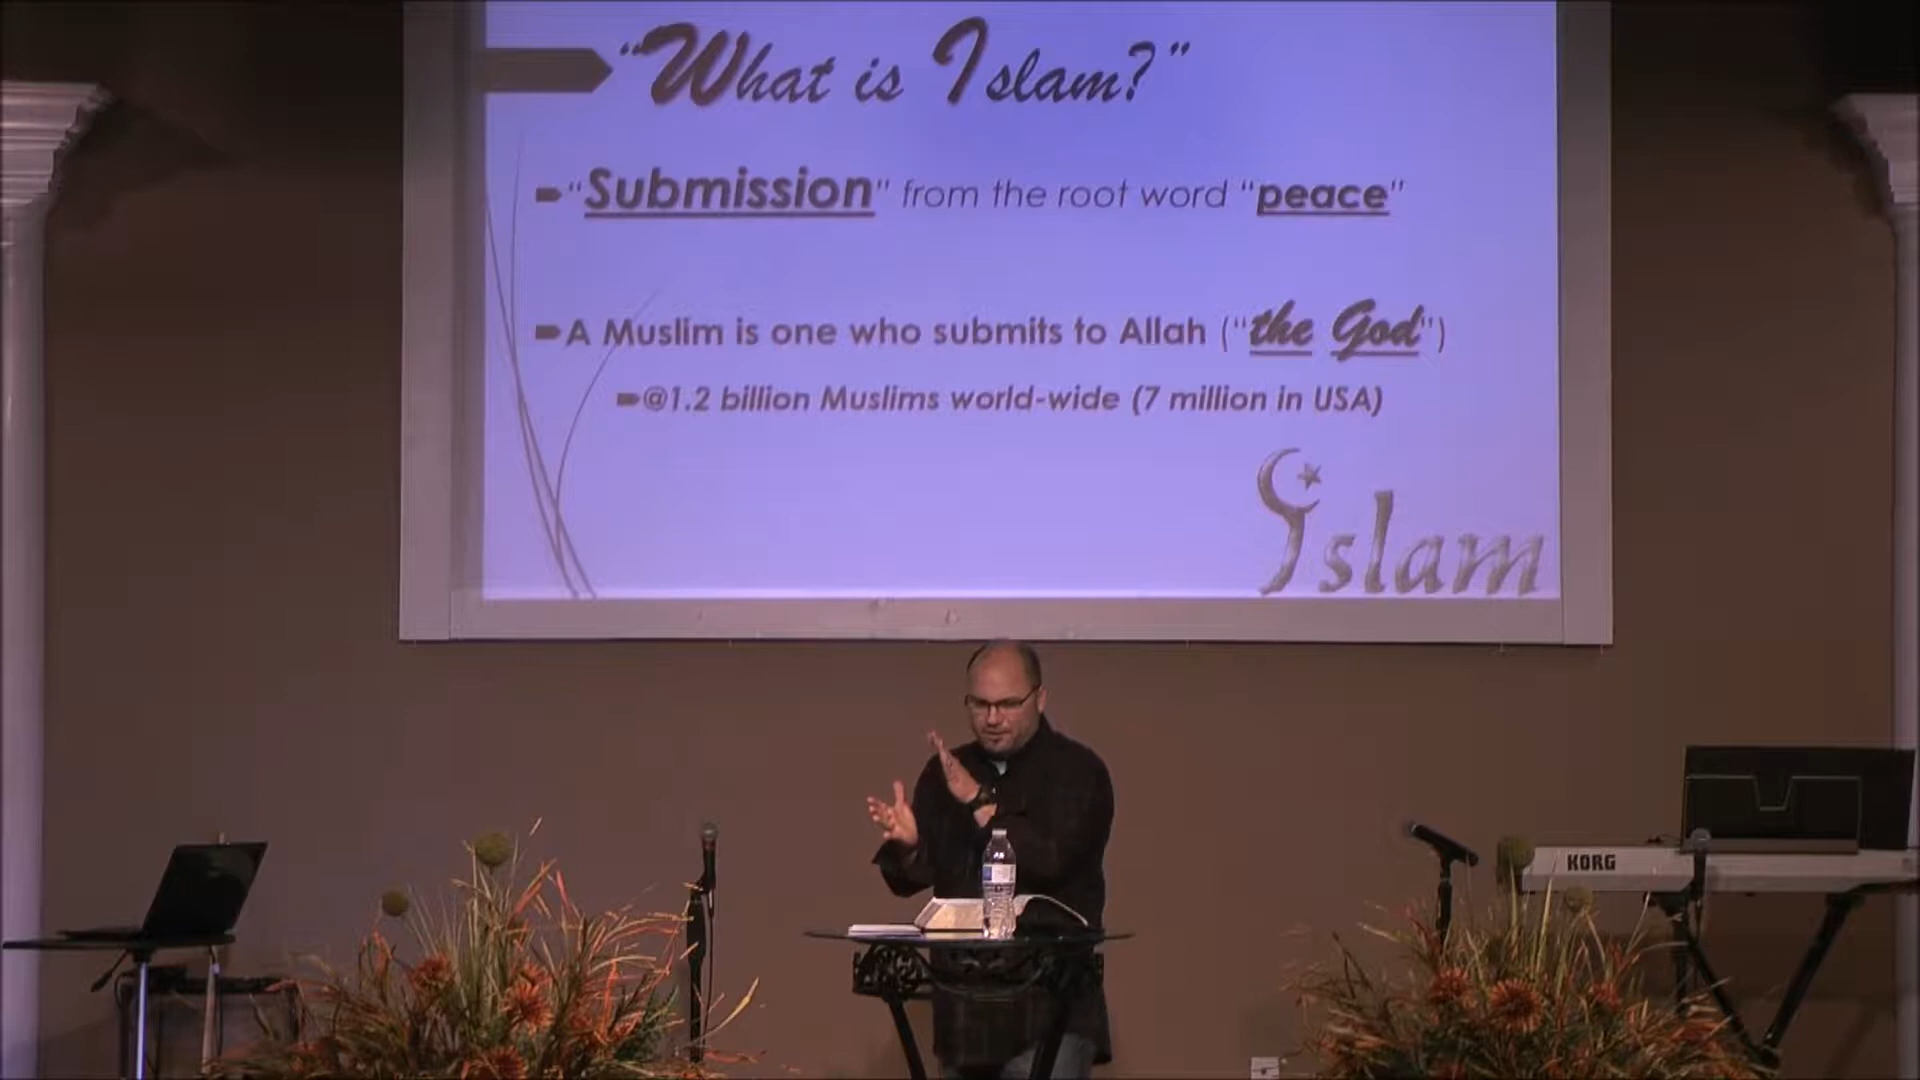 "What is Islam?"
"Submission" from the root word "peace"
A Muslim is one who submits to Allah ("the God")
@1.2 billion Muslims world-wide (7 million in USA)
Islam
KORG